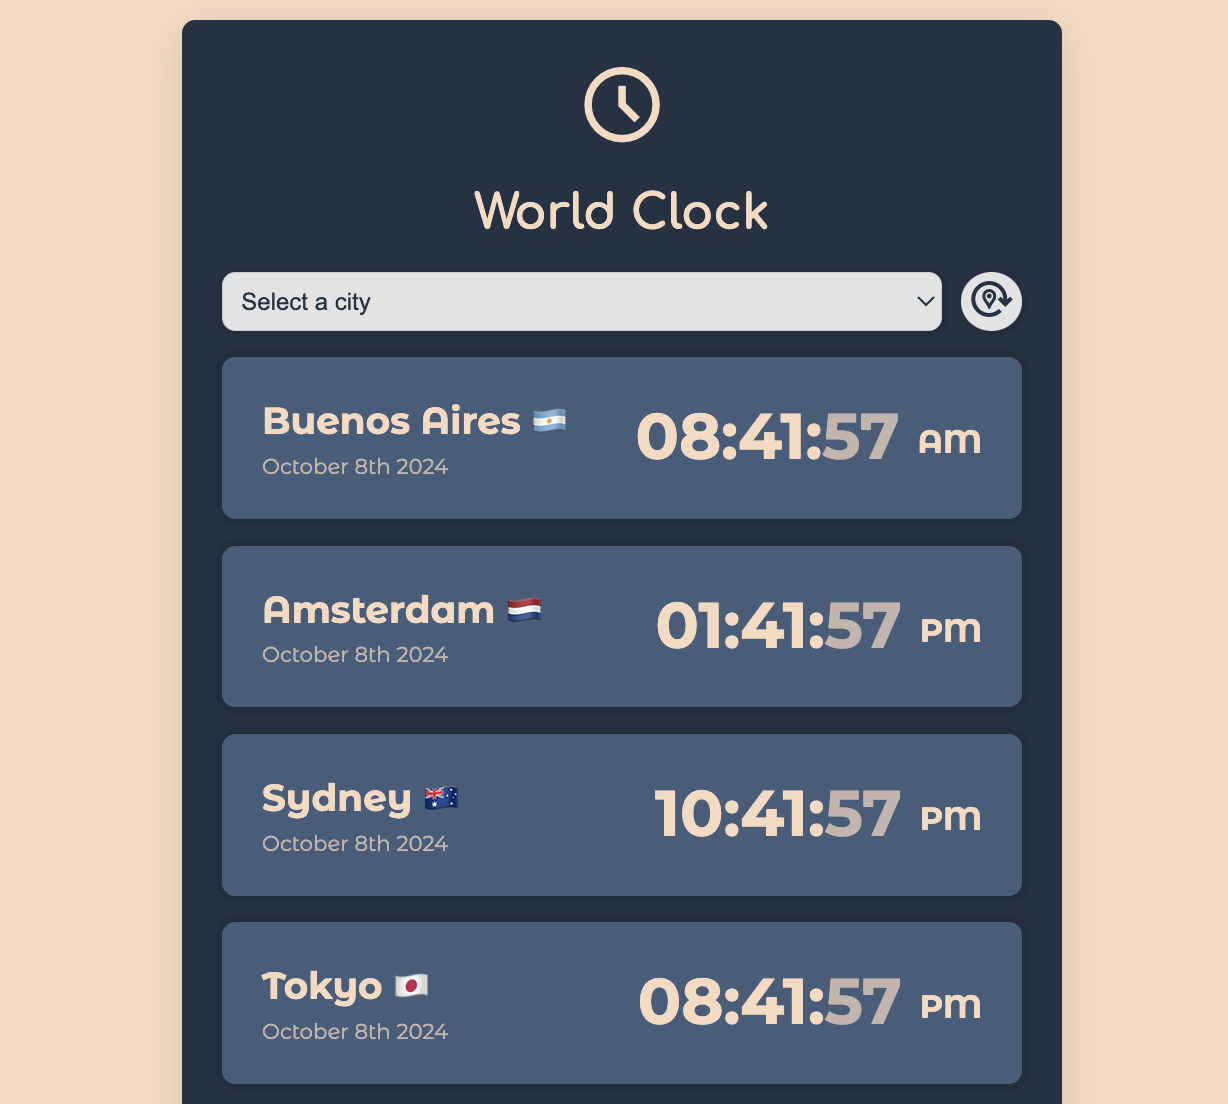 World Clock
Select a city
Buenos Aires
October 8th 2024
08:41:57 AM
Amsterdam
October 8th 2024
01:41:57 PM
Sydney
October 8th 2024
10:41:57 PM
Tokyo
October 8th 2024
08:41:57 PM